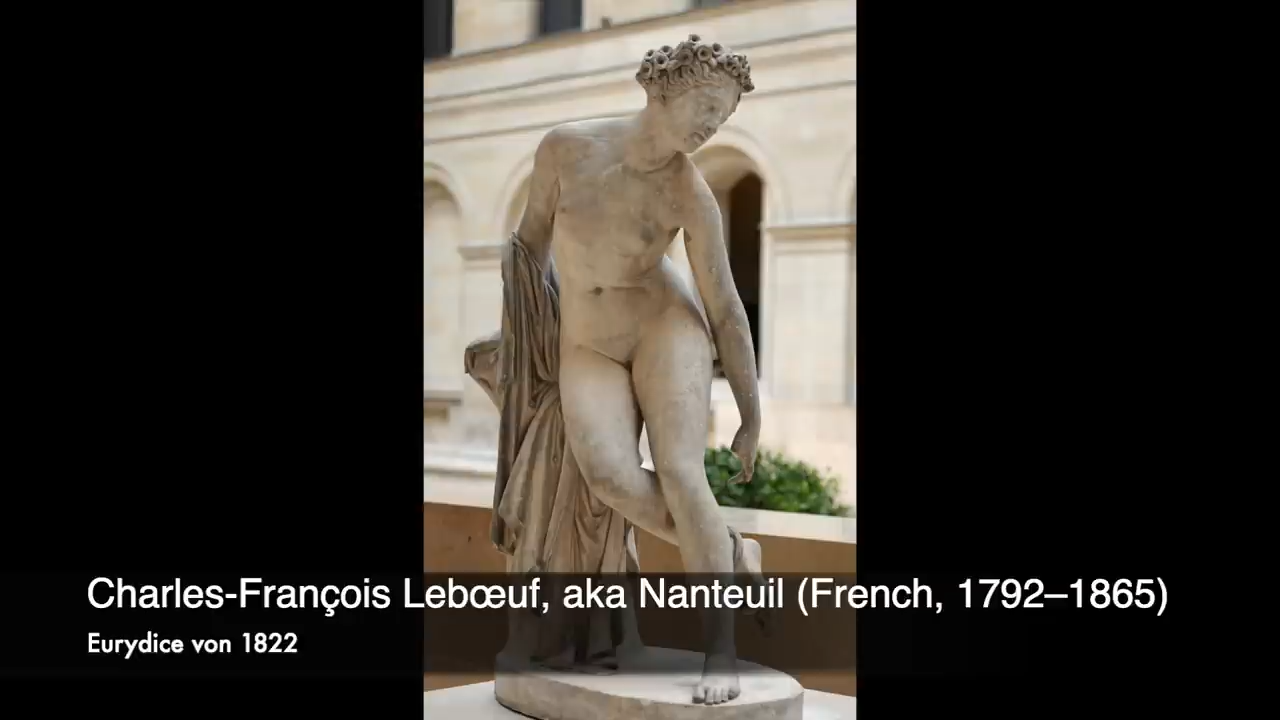 Charles-François Lebœuf, aka Nanteuil (French, 1792–1865)
Eurydice von 1822